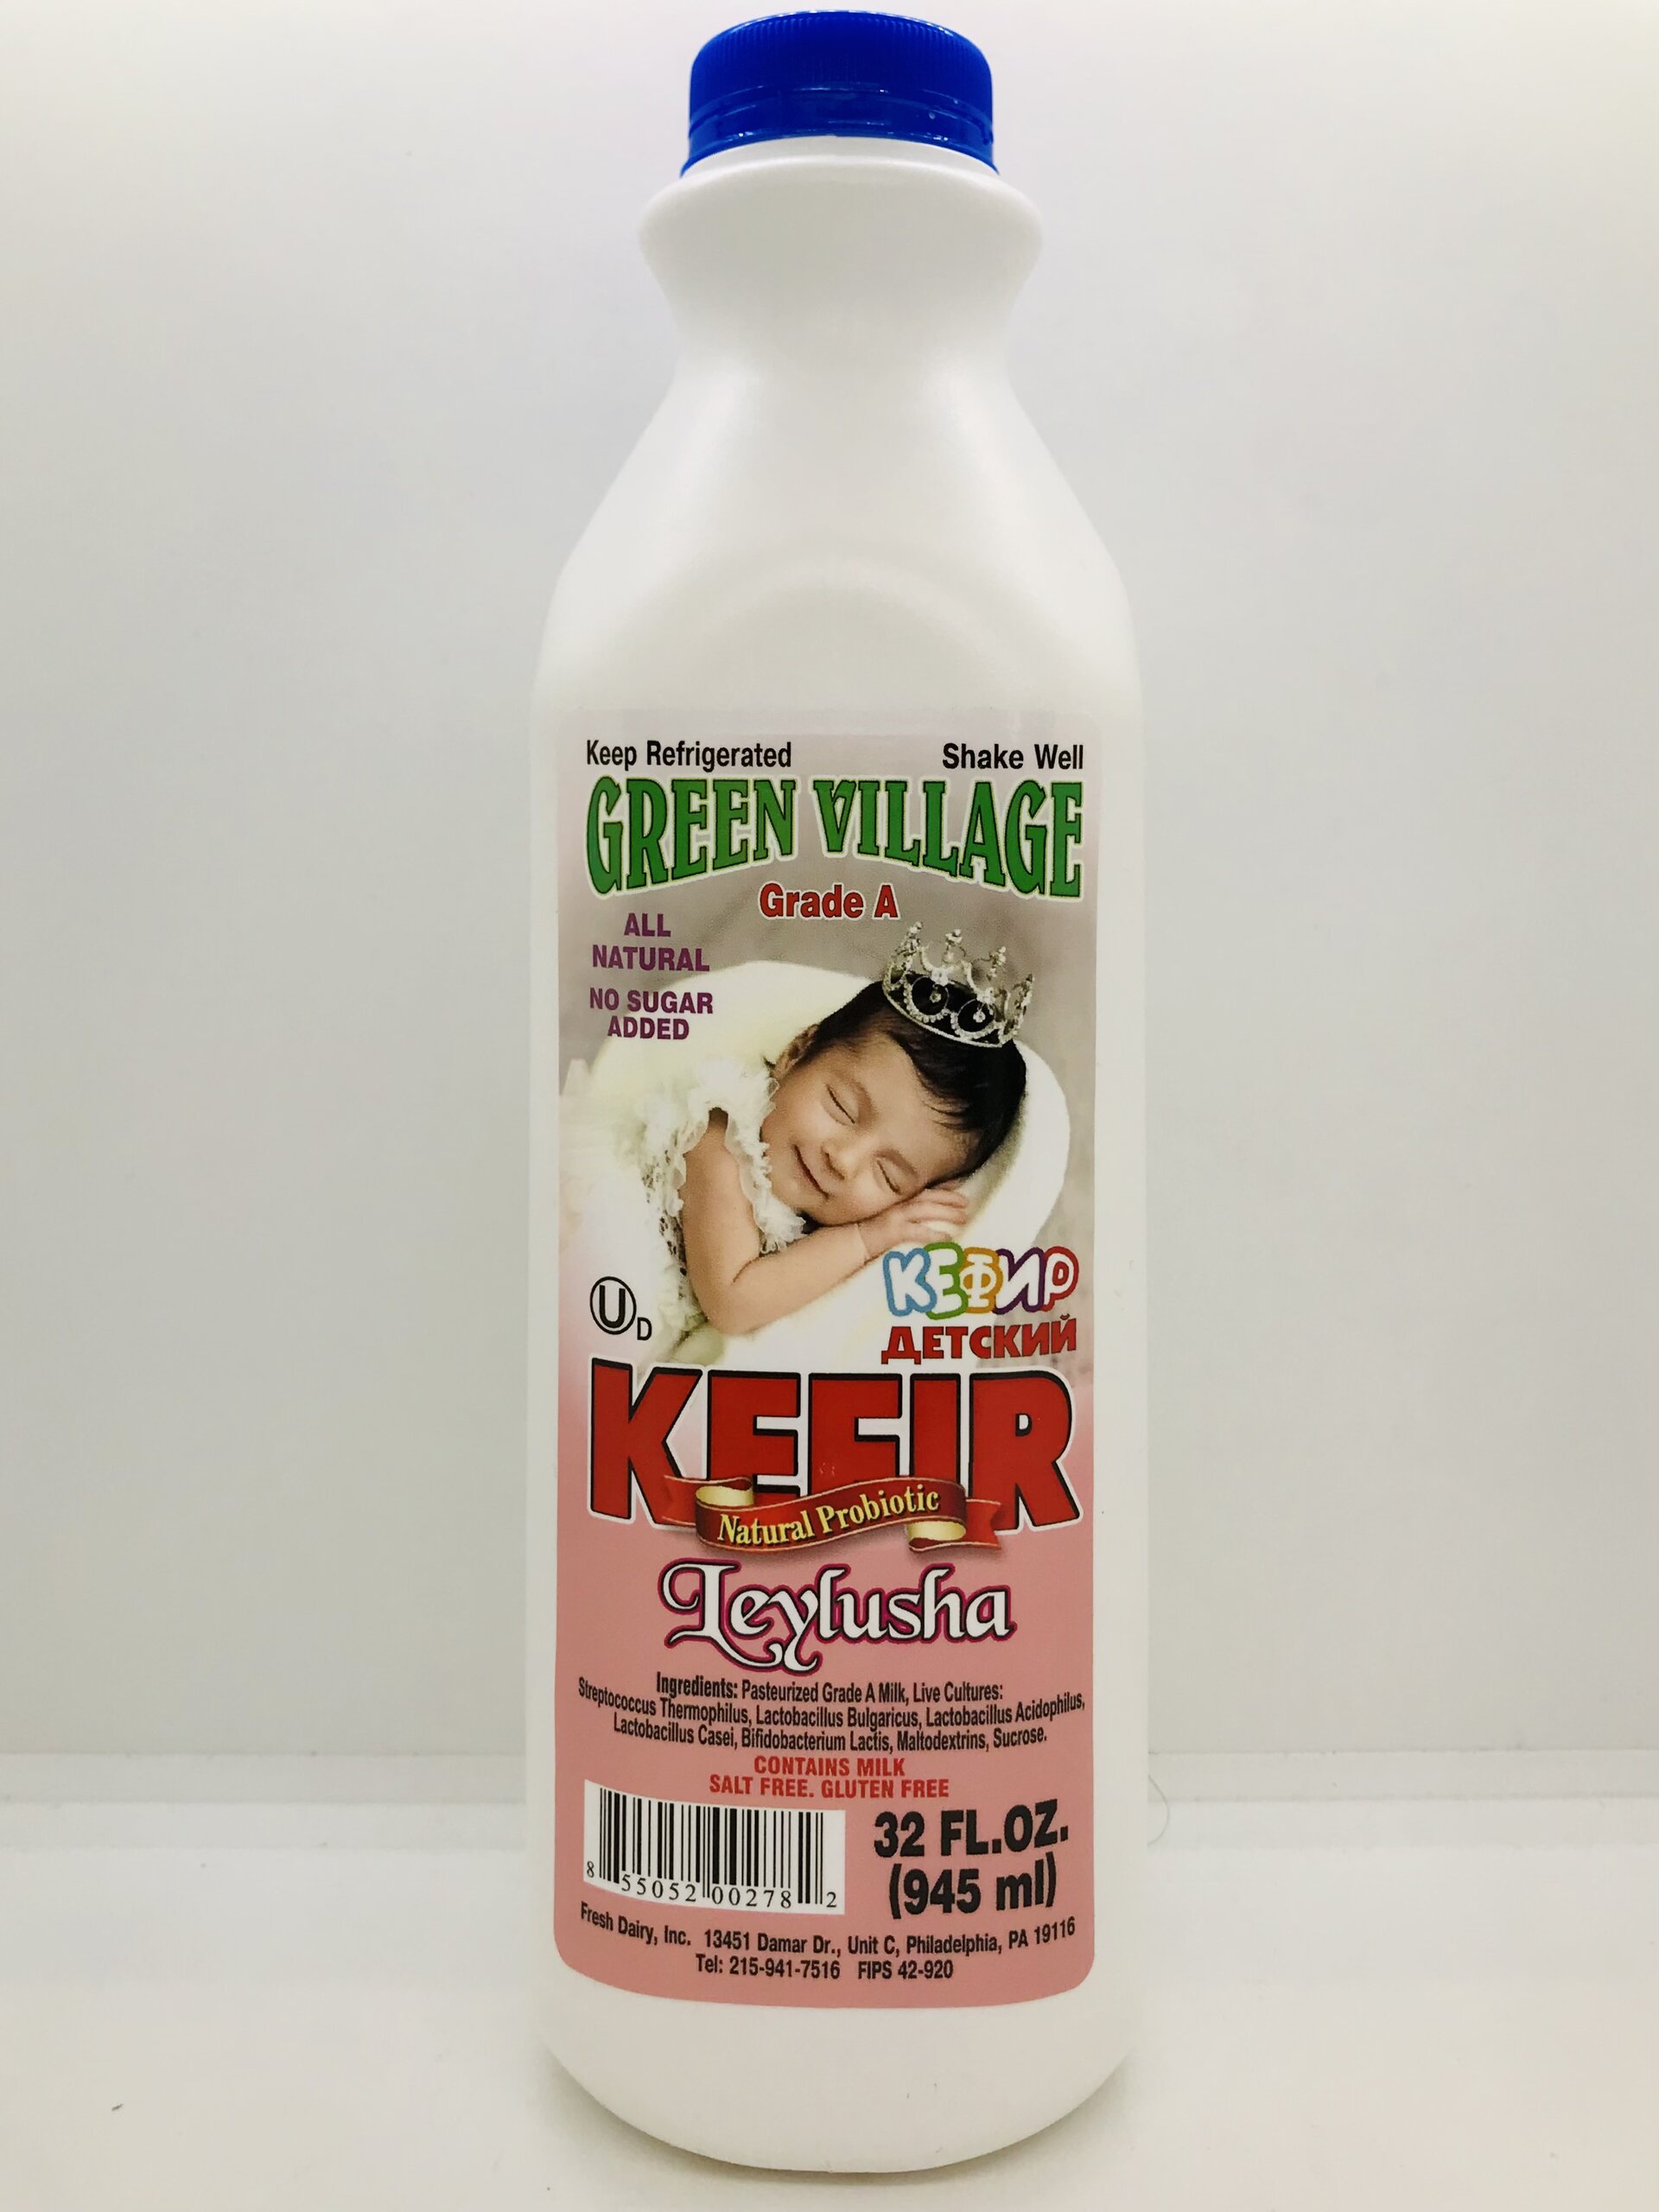 Keep Refrigerated Shake Well
GREEN VILLAGE
Grade A
ALL
NATURAL
NO SUGAR
ADDED
КЕФИР
ДЕТСКИЙ
U D
KEFIR
Natural Probiotic
Leylusha
Ingredients: Pasteurized Grade A Milk, Live Cultures:
Streptococcus Thermophilus, Lactobacillus Bulgaricus, Lactobacillus Acidophilus,
Lactobacillus Casei, Bifidobacterium Lactis, Maltodextrins, Sucrose.
CONTAINS MILK
SALT FREE. GLUTEN FREE
32 FL.OZ.
(945 ml)
8 55052 00278 2
Fresh Dairy, Inc. 13451 Damar Dr., Unit C, Philadelphia, PA 19116
Tel: 215-941-7516 FIPS 42-920